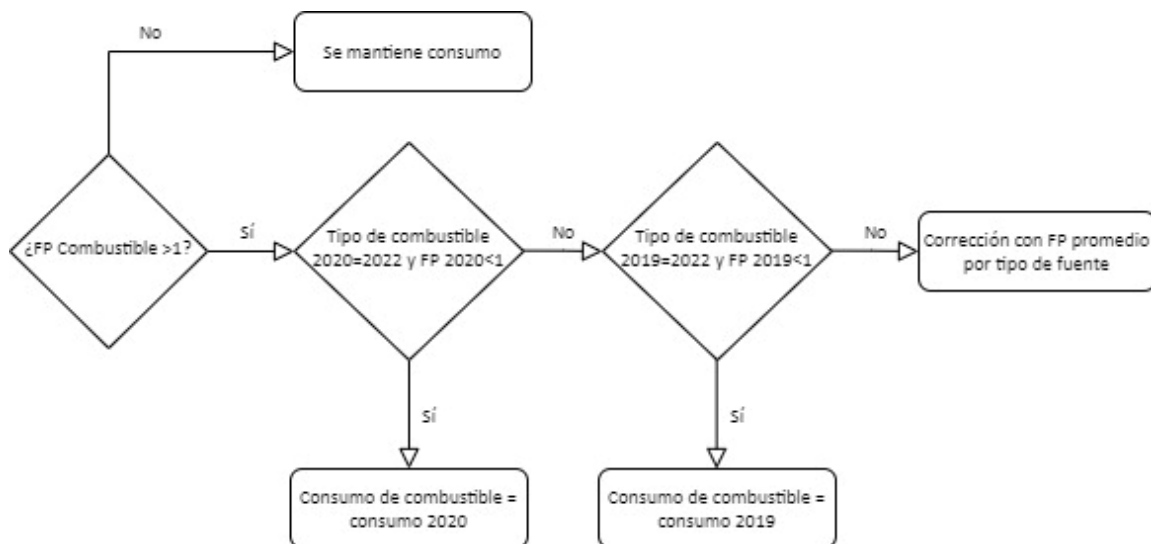 No
Se mantiene consumo
¿FP Combustible >1?
Sí
Tipo de combustible
2020=2022 y FP 2020<1
No
Tipo de combustible
2019=2022 y FP 2019<1
No
Corrección con FP promedio
por tipo de fuente
Sí
Sí
Consumo de combustible =
consumo 2020
Consumo de combustible =
consumo 2019